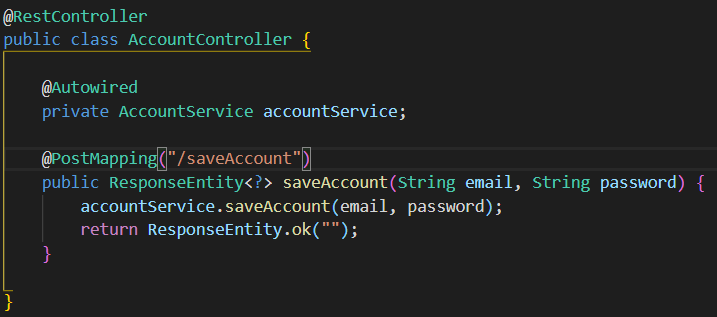 @RestController
public class AccountController {
@Autowired
private AccountService accountService;
@PostMapping("/saveAccount")
public ResponseEntity<?> saveAccount(String email, String password) {
accountService.saveAccount(email, password);
return ResponseEntity.ok("");
}
}